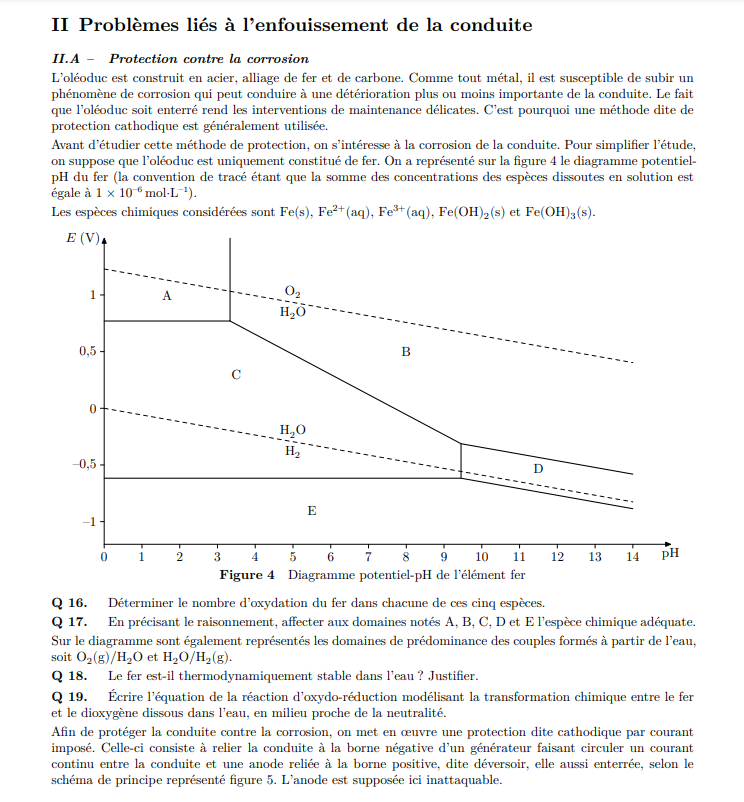 II Problèmes liés à l'enfouissement de la conduite
II.A – Protection contre la corrosion
L'oléoduc est construit en acier, alliage de fer et de carbone. Comme tout métal, il est susceptible de subir un
phénomène de corrosion qui peut conduire à une détérioration plus ou moins importante de la conduite. Le fait
que l'oléoduc soit enterré rend les interventions de maintenance délicates. C'est pourquoi une méthode dite de
protection cathodique est généralement utilisée.
Avant d'étudier cette méthode de protection, on s'intéresse à la corrosion de la conduite. Pour simplifier l'étude,
on suppose que l'oléoduc est uniquement constitué de fer. On a représenté sur la figure 4 le diagramme potentiel-
pH du fer (la convention de tracé étant que la somme des concentrations des espèces dissoutes en solution est
égale à 1 × 10⁻⁶ mol·L⁻¹).
Les espèces chimiques considérées sont Fe(s), Fe²⁺(aq), Fe³⁺(aq), Fe(OH)₂(s) et Fe(OH)₃(s).
E (V)
A
1
O₂
H₂O
0,5
B
C
0
H₂O
H₂
−0,5
D
E
−1
0 1 2 3 4 5 6 7 8 9 10 11 12 13 14 pH
Figure 4 Diagramme potentiel-pH de l'élément fer
Q 16. Déterminer le nombre d'oxydation du fer dans chacune de ces cinq espèces.
Q 17. En précisant le raisonnement, affecter aux domaines notés A, B, C, D et E l'espèce chimique adéquate.
Sur le diagramme sont également représentés les domaines de prédominance des couples formés à partir de l'eau,
soit O₂(g)/H₂O et H₂O/H₂(g).
Q 18. Le fer est-il thermodynamiquement stable dans l'eau ? Justifier.
Q 19. Écrire l'équation de la réaction d'oxydo-réduction modélisant la transformation chimique entre le fer
et le dioxygène dissous dans l'eau, en milieu proche de la neutralité.
Afin de protéger la conduite contre la corrosion, on met en œuvre une protection dite cathodique par courant
imposé. Celle-ci consiste à relier la conduite à la borne négative d'un générateur faisant circuler un courant
continu entre la conduite et une anode reliée à la borne positive, dite déversoir, elle aussi enterrée, selon le
schéma de principe représenté figure 5. L'anode est supposée ici inattaquable.